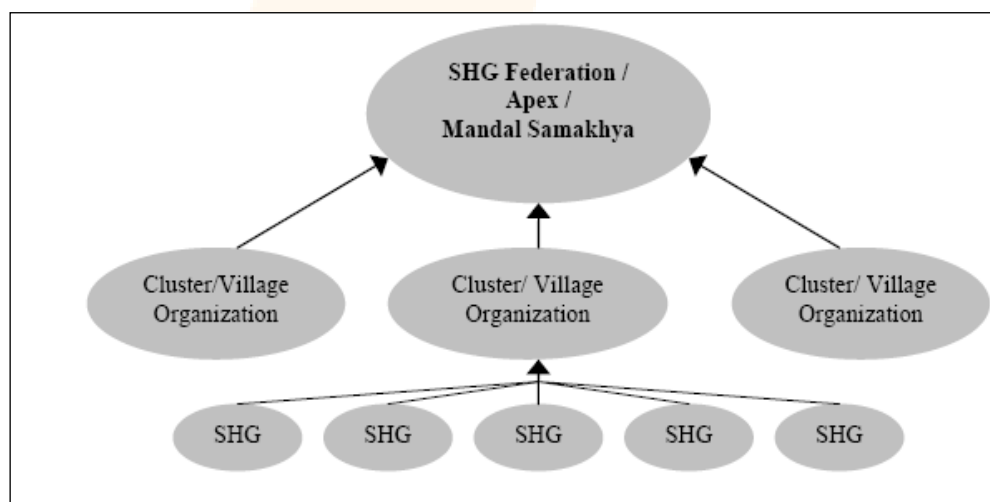 SHG Federation /
Apex /
Mandal Samakhya
Cluster/Village
Organization
Cluster/ Village
Organization
Cluster/ Village
Organization
SHG
SHG
SHG
SHG
SHG